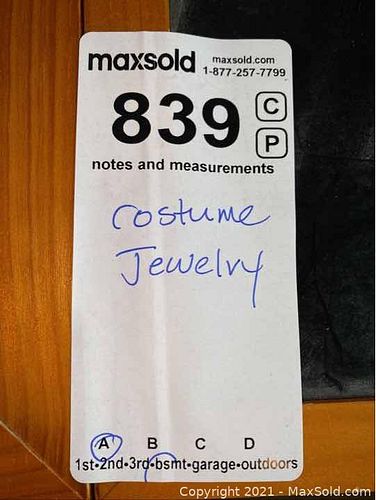 maxsold
maxsold.com
1-877-257-7799
839
C
P
notes and measurements
costume
Jewelry
A B C D
1st•2nd•3rd•bsmt•garage•outdoors
Copyright 2021 - MaxSold.com